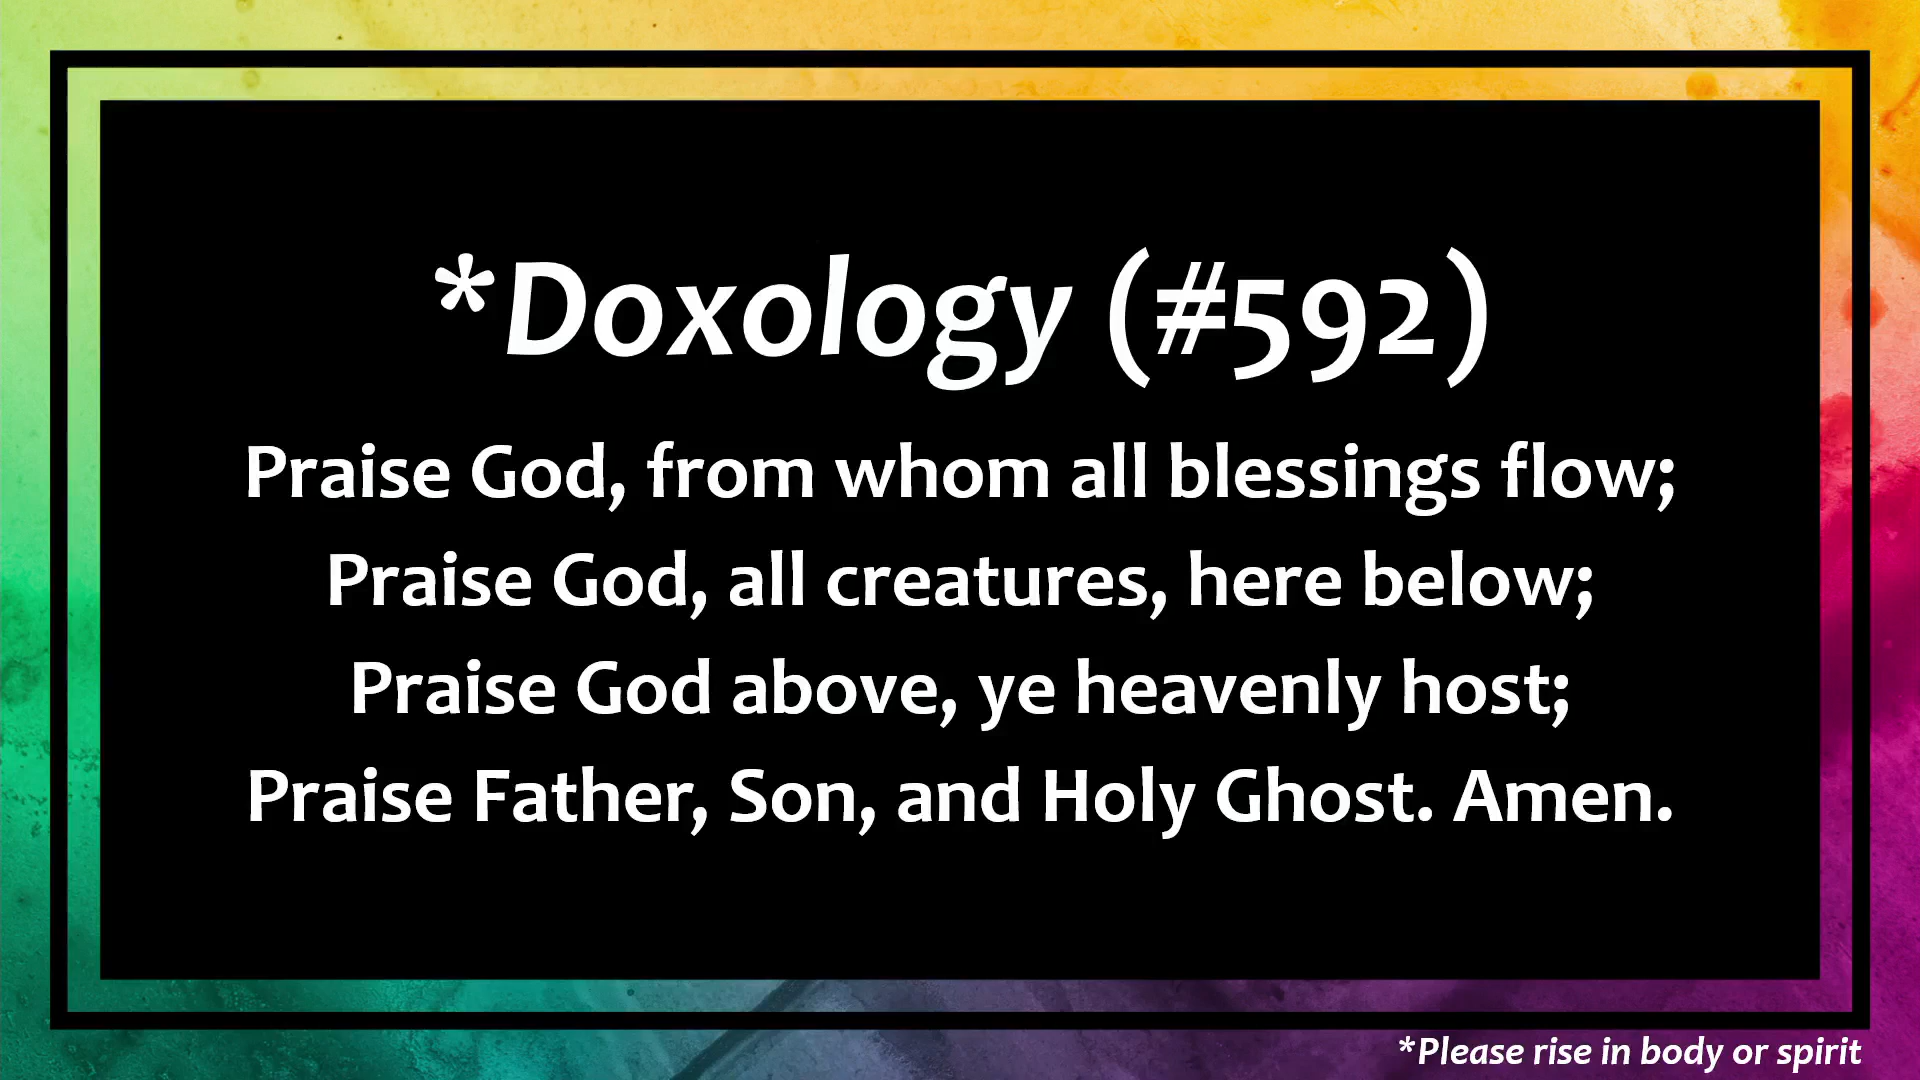 *Doxology (#592)
Praise God, from whom all blessings flow;
Praise God, all creatures, here below;
Praise God above, ye heavenly host;
Praise Father, Son, and Holy Ghost. Amen.
*Please rise in body or spirit